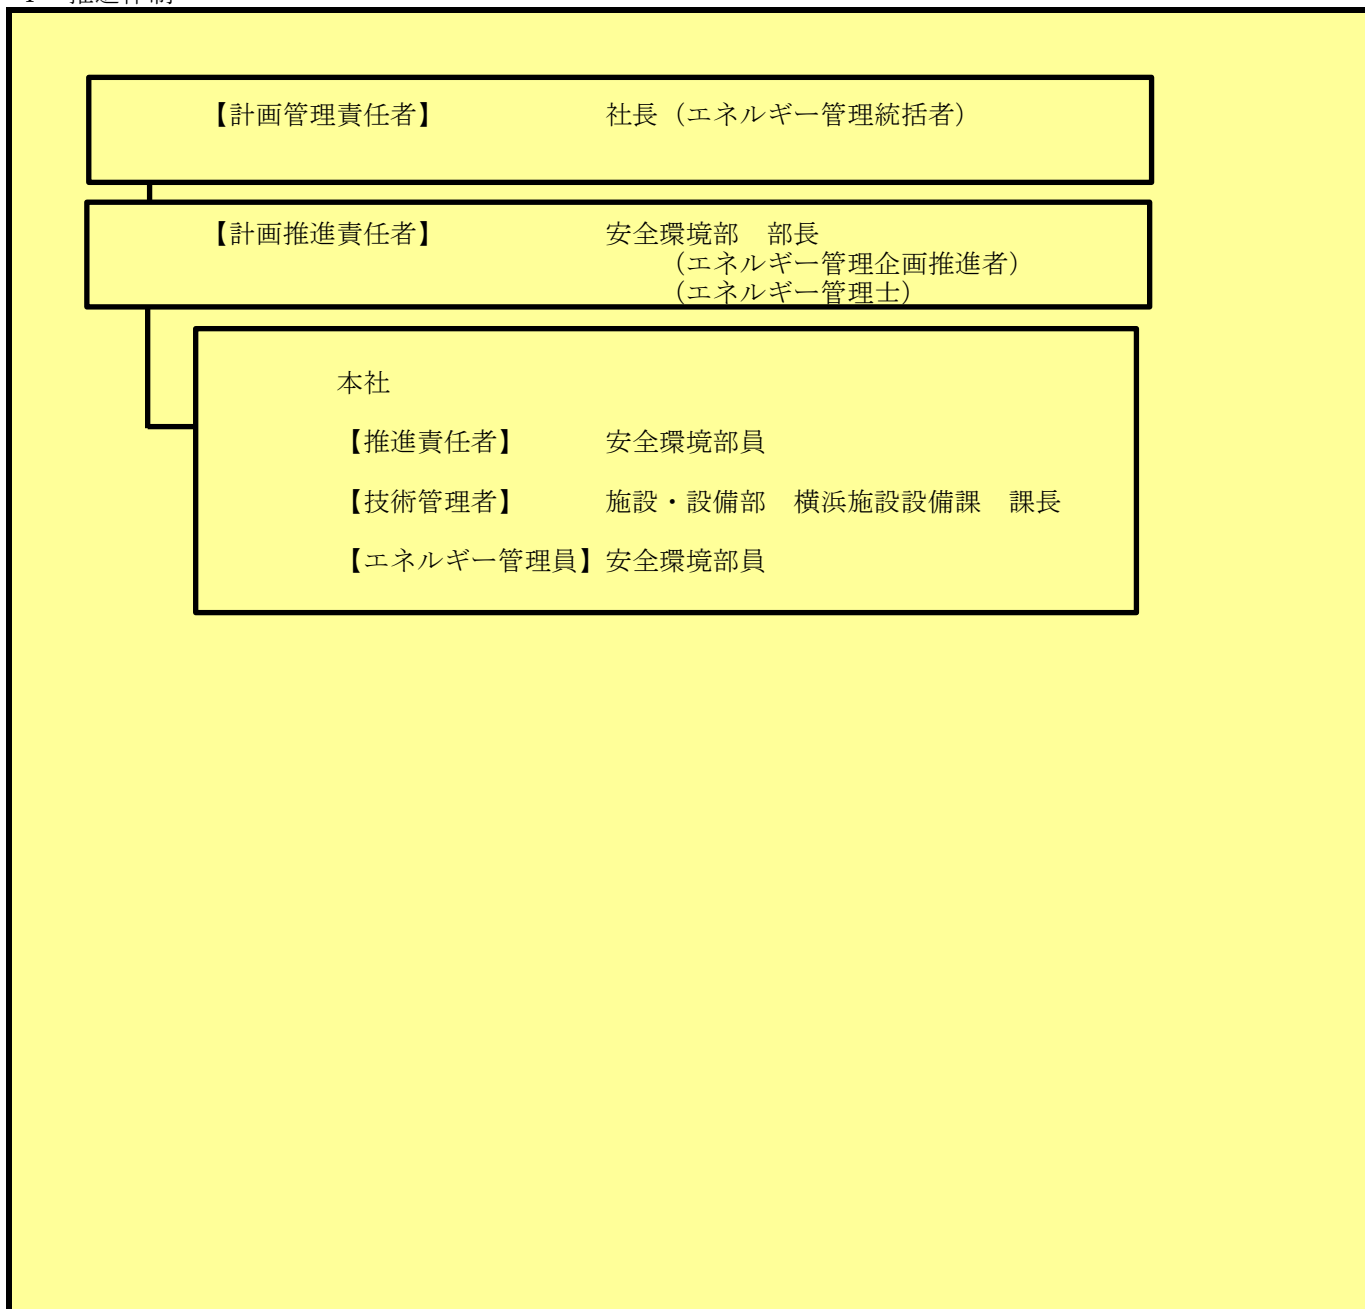 【計画管理責任者】　社長（エネルギー管理統括者）
【計画推進責任者】　安全環境部　部長
（エネルギー管理企画推進者）
（エネルギー管理士）
本社
【推進責任者】　安全環境部員
【技術管理者】　施設・設備部　横浜施設設備課　課長
【エネルギー管理員】安全環境部員